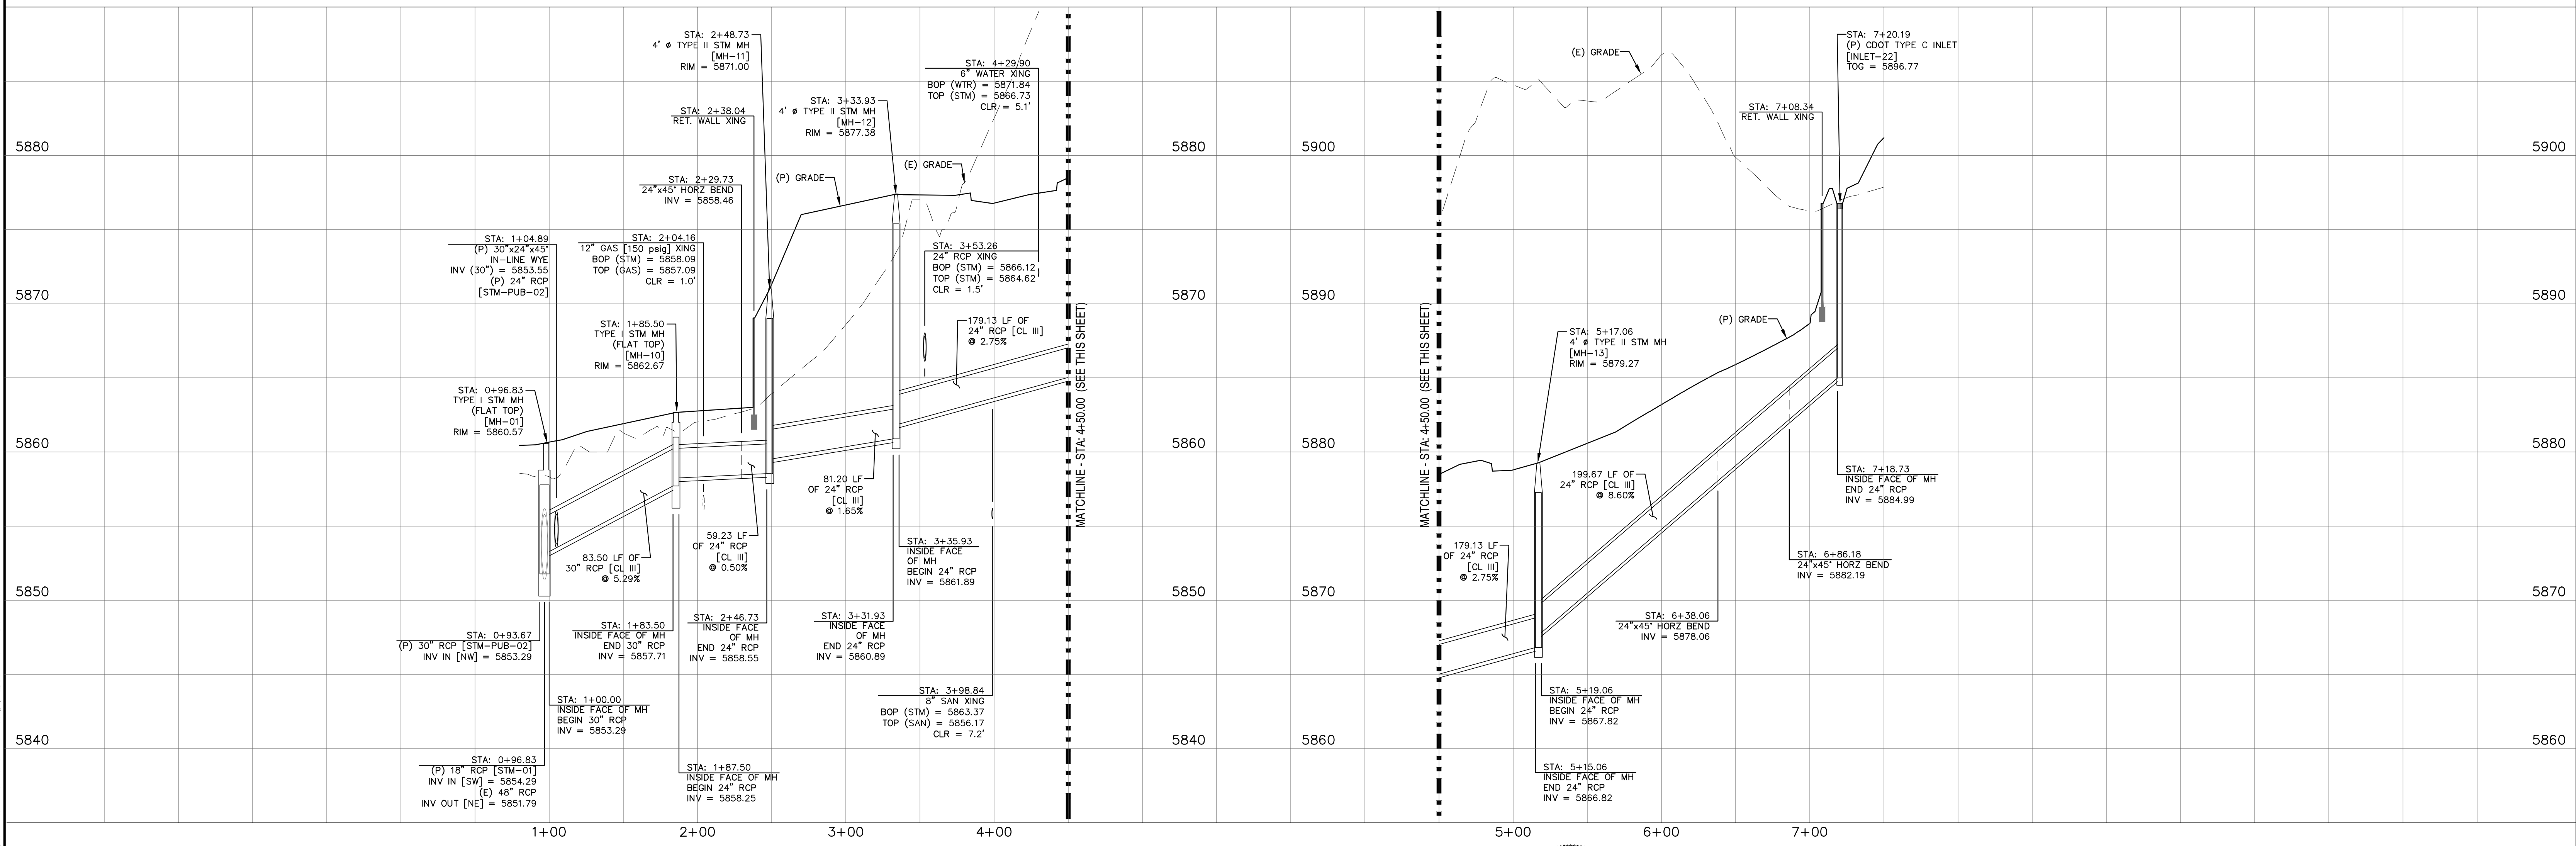 STA: 2+48.73
4' ø TYPE II STM MH
[MH-11]
RIM = 5871.00
STA: 4+29.90
6" WATER XING
BOP (WTR) = 5871.84
TOP (STM) = 5866.73
CLR = 5.1'
STA: 3+33.93
4' ø TYPE II STM MH
[MH-12]
RIM = 5877.38
STA: 2+38.04
RET. WALL XING
(E) GRADE
(P) GRADE
STA: 2+29.73
24"x45° HORZ BEND
INV = 5858.46
STA: 1+04.89
(P) 30"x24"x45°
IN-LINE WYE
INV (30") = 5853.55
(P) 24" RCP
[STM-PUB-02]
STA: 2+04.16
12" GAS [150 psig] XING
BOP (STM) = 5858.09
TOP (GAS) = 5857.09
CLR = 1.0'
STA: 3+53.26
24" RCP XING
BOP (STM) = 5866.12
TOP (STM) = 5864.62
CLR = 1.5'
STA: 1+85.50
TYPE I STM MH
(FLAT TOP)
[MH-10]
RIM = 5862.67
179.13 LF OF
24" RCP [CL III]
@ 2.75%
STA: 0+96.83
TYPE I STM MH
(FLAT TOP)
[MH-01]
RIM = 5860.57
81.20 LF
OF 24" RCP
[CL III]
@ 1.65%
59.23 LF
OF 24" RCP
[CL III]
@ 0.50%
83.50 LF OF
30" RCP [CL III]
@ 5.29%
STA: 3+35.93
INSIDE FACE
OF MH
BEGIN 24" RCP
INV = 5861.89
STA: 0+93.67
(P) 30" RCP [STM-PUB-02]
INV IN [NW] = 5853.29
STA: 1+83.50
INSIDE FACE OF MH
END 30" RCP
INV = 5857.71
STA: 2+46.73
INSIDE FACE
OF MH
END 24" RCP
INV = 5858.55
STA: 3+31.93
INSIDE FACE
OF MH
END 24" RCP
INV = 5860.89
STA: 1+00.00
INSIDE FACE OF MH
BEGIN 30" RCP
INV = 5853.29
STA: 3+98.84
8" SAN XING
BOP (STM) = 5863.37
TOP (SAN) = 5856.17
CLR = 7.2'
STA: 0+96.83
(P) 18" RCP [STM-01]
INV IN [SW] = 5854.29
(E) 48" RCP
INV OUT [NE] = 5851.79
STA: 1+87.50
INSIDE FACE OF MH
BEGIN 24" RCP
INV = 5858.25
5880
5870
5860
5850
5840
5880
5870
5860
5850
5840
MATCHLINE - STA: 4+50.00 (SEE THIS SHEET)
1+00
2+00
3+00
4+00
5900
5890
5880
5870
5860
MATCHLINE - STA: 4+50.00 (SEE THIS SHEET)
(E) GRADE
STA: 7+20.19
(P) CDOT TYPE C INLET
[INLET-22]
TOG = 5896.77
STA: 7+08.34
RET. WALL XING
(P) GRADE
STA: 5+17.06
4' ø TYPE II STM MH
[MH-13]
RIM = 5879.27
199.67 LF OF
24" RCP [CL III]
@ 8.60%
STA: 7+18.73
INSIDE FACE OF MH
END 24" RCP
INV = 5884.99
179.13 LF
OF 24" RCP
[CL III]
@ 2.75%
STA: 6+86.18
24"x45° HORZ BEND
INV = 5882.19
STA: 6+38.06
24"x45° HORZ BEND
INV = 5878.06
STA: 5+19.06
INSIDE FACE OF MH
BEGIN 24" RCP
INV = 5867.82
STA: 5+15.06
INSIDE FACE OF MH
END 24" RCP
INV = 5866.82
5900
5890
5880
5870
5860
5+00
6+00
7+00